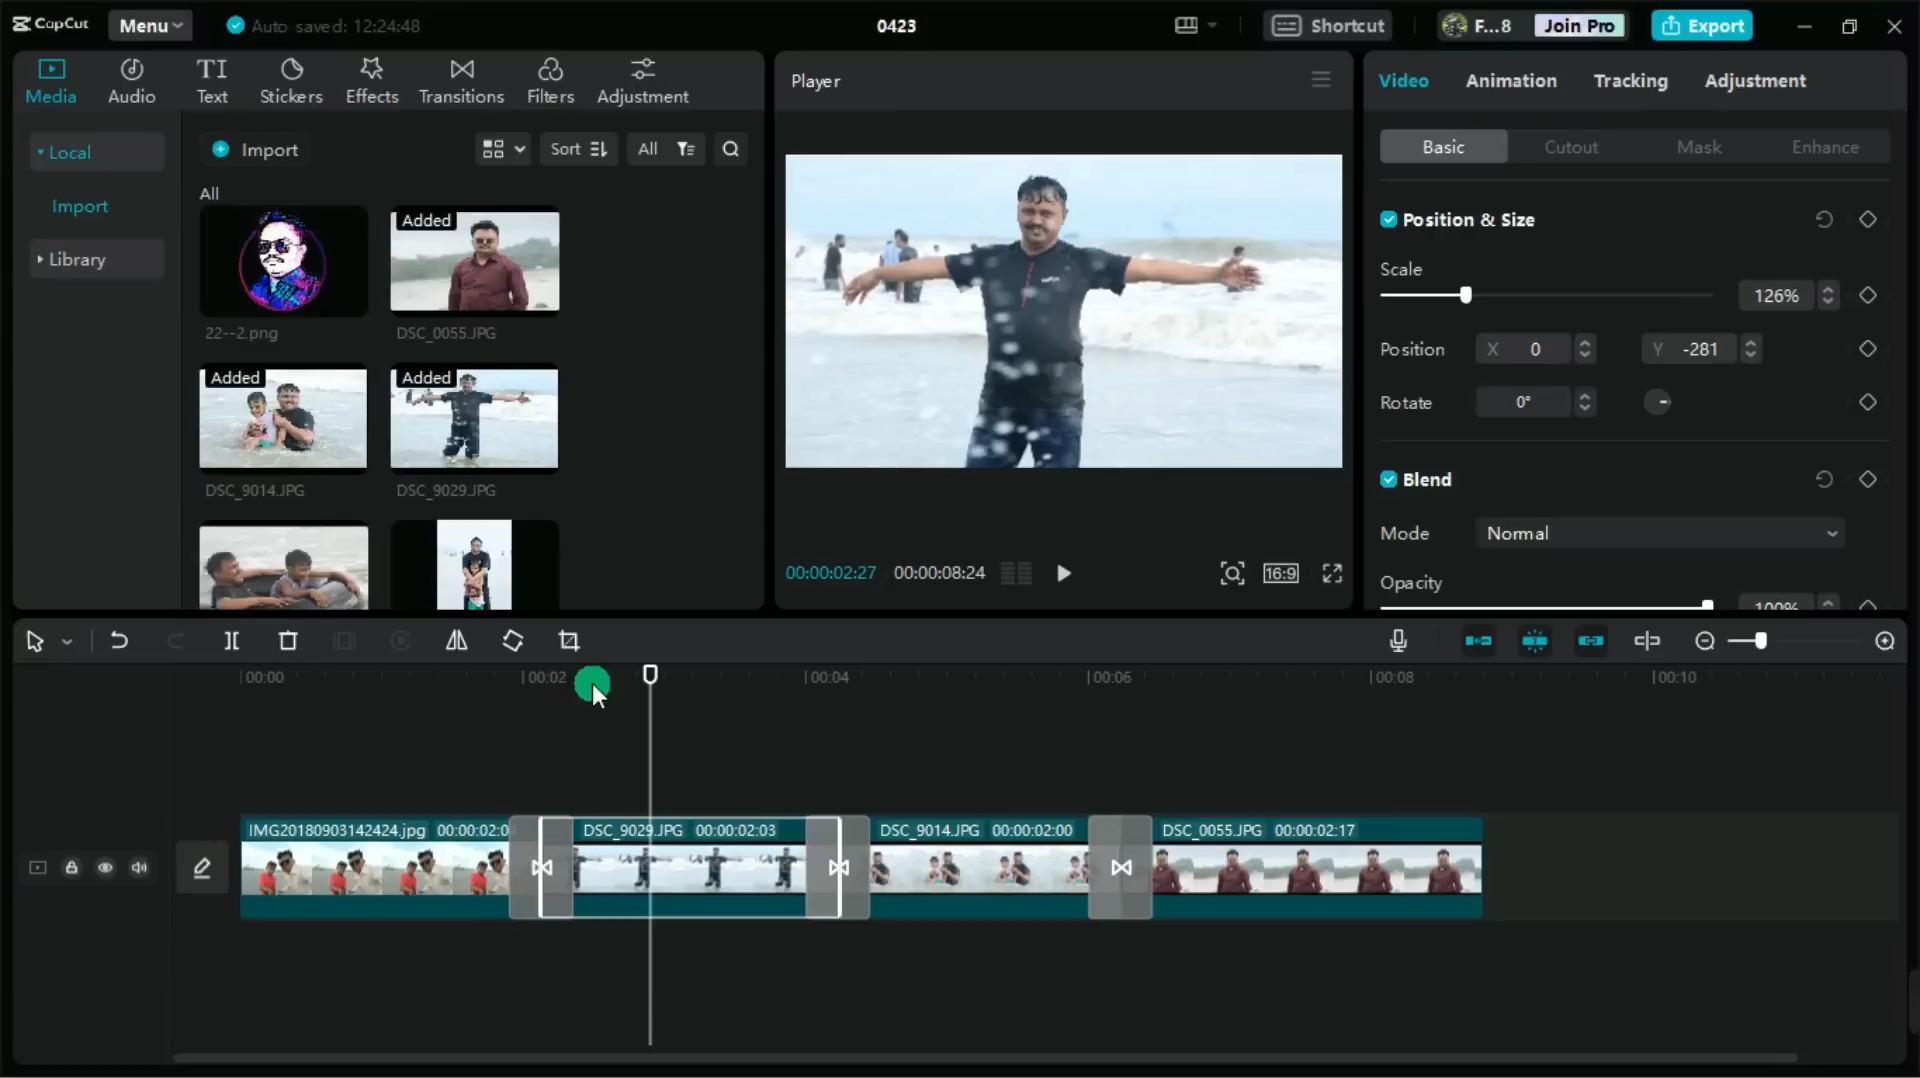 CapCut
Menu
Auto saved: 12:24:48
0423
Shortcut
F...8
Join Pro
Export
Media
Audio
TI
Text
Stickers
Effects
Transitions
Filters
Adjustment
Local
Import
Library
Import
Sort
All
All
22--2.png
Added
DSC_0055.JPG
Added
DSC_9014.JPG
Added
DSC_9029.JPG
Player
00:00:02:27
00:00:08:24
16:9
Video
Animation
Tracking
Adjustment
Basic
Cutout
Mask
Enhance
Position & Size
Scale
126%
Position
X 0
Y -281
Rotate
0°
Blend
Mode
Normal
Opacity
100%
00:00
00:02
00:04
00:06
00:08
00:10
IMG20180903142424.jpg 00:00:02:0
DSC_9029.JPG 00:00:02:03
DSC_9014.JPG 00:00:02:00
DSC_0055.JPG 00:00:02:17